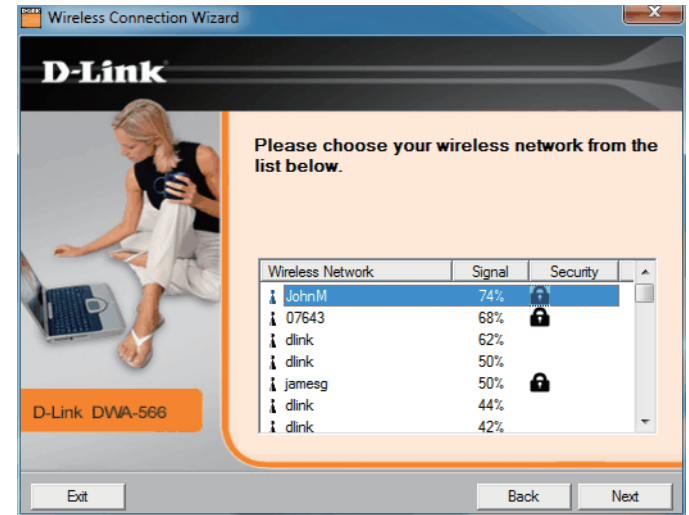 Wireless Connection Wizard
D-Link
Please choose your wireless network from the
list below.
Wireless Network Signal Security
JohnM 74%
07643 68%
dlink 62%
dlink 50%
jamesg 50%
dlink 44%
dlink 42%
D-Link DWA-566
Exit Back Next